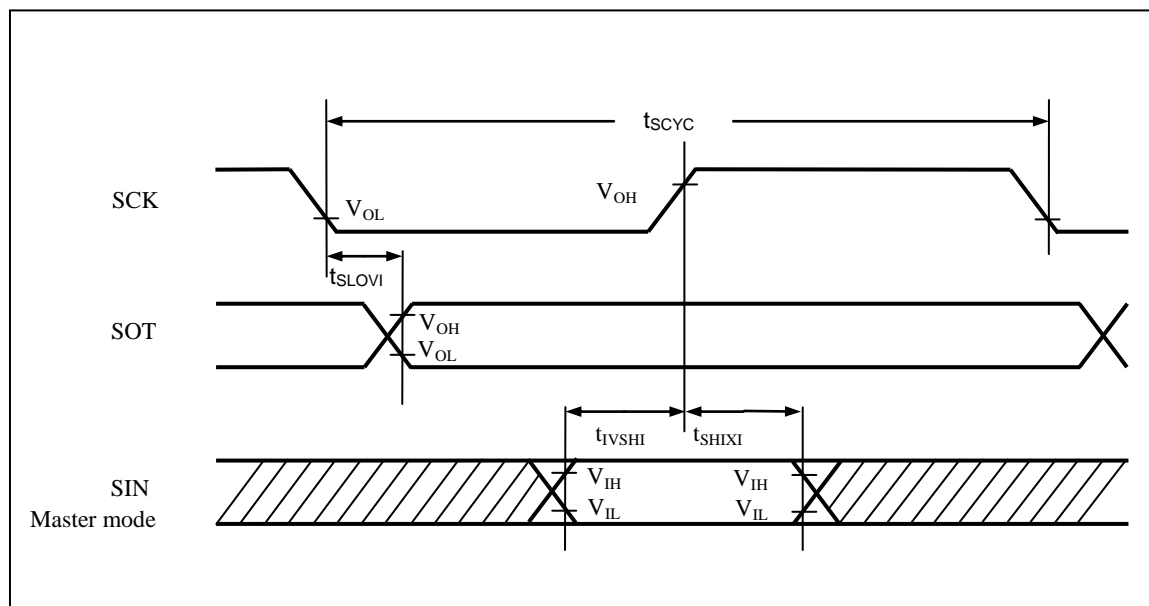 tSCYC
SCK
VOL
VOH
tSLOVI
SOT
VOH
VOL
tIVSHI
tSHIXI
SIN
Master mode
VIH
VIL
VIH
VIL